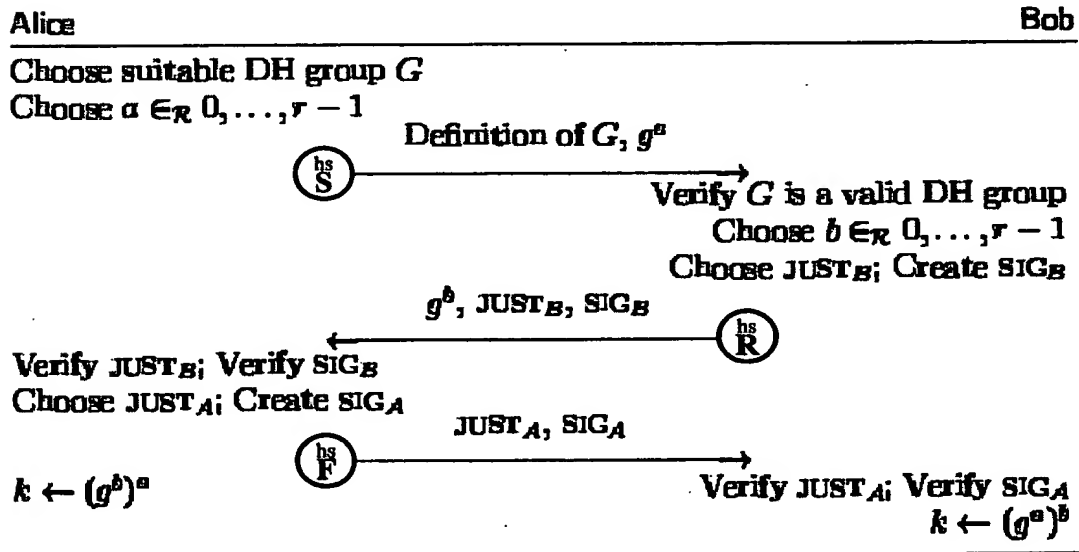 Alice Bob
Choose suitable DH group G
Choose a ∈_R 0, . . . , r − 1
Definition of G, g^a
hs
S
Verify G is a valid DH group
Choose b ∈_R 0, . . . , r − 1
Choose JUST_B; Create SIG_B
g^b, JUST_B, SIG_B
hs
R
Verify JUST_B; Verify SIG_B
Choose JUST_A; Create SIG_A
JUST_A, SIG_A
hs
F
Verify JUST_A; Verify SIG_A
k ← (g^b)^a
k ← (g^a)^b